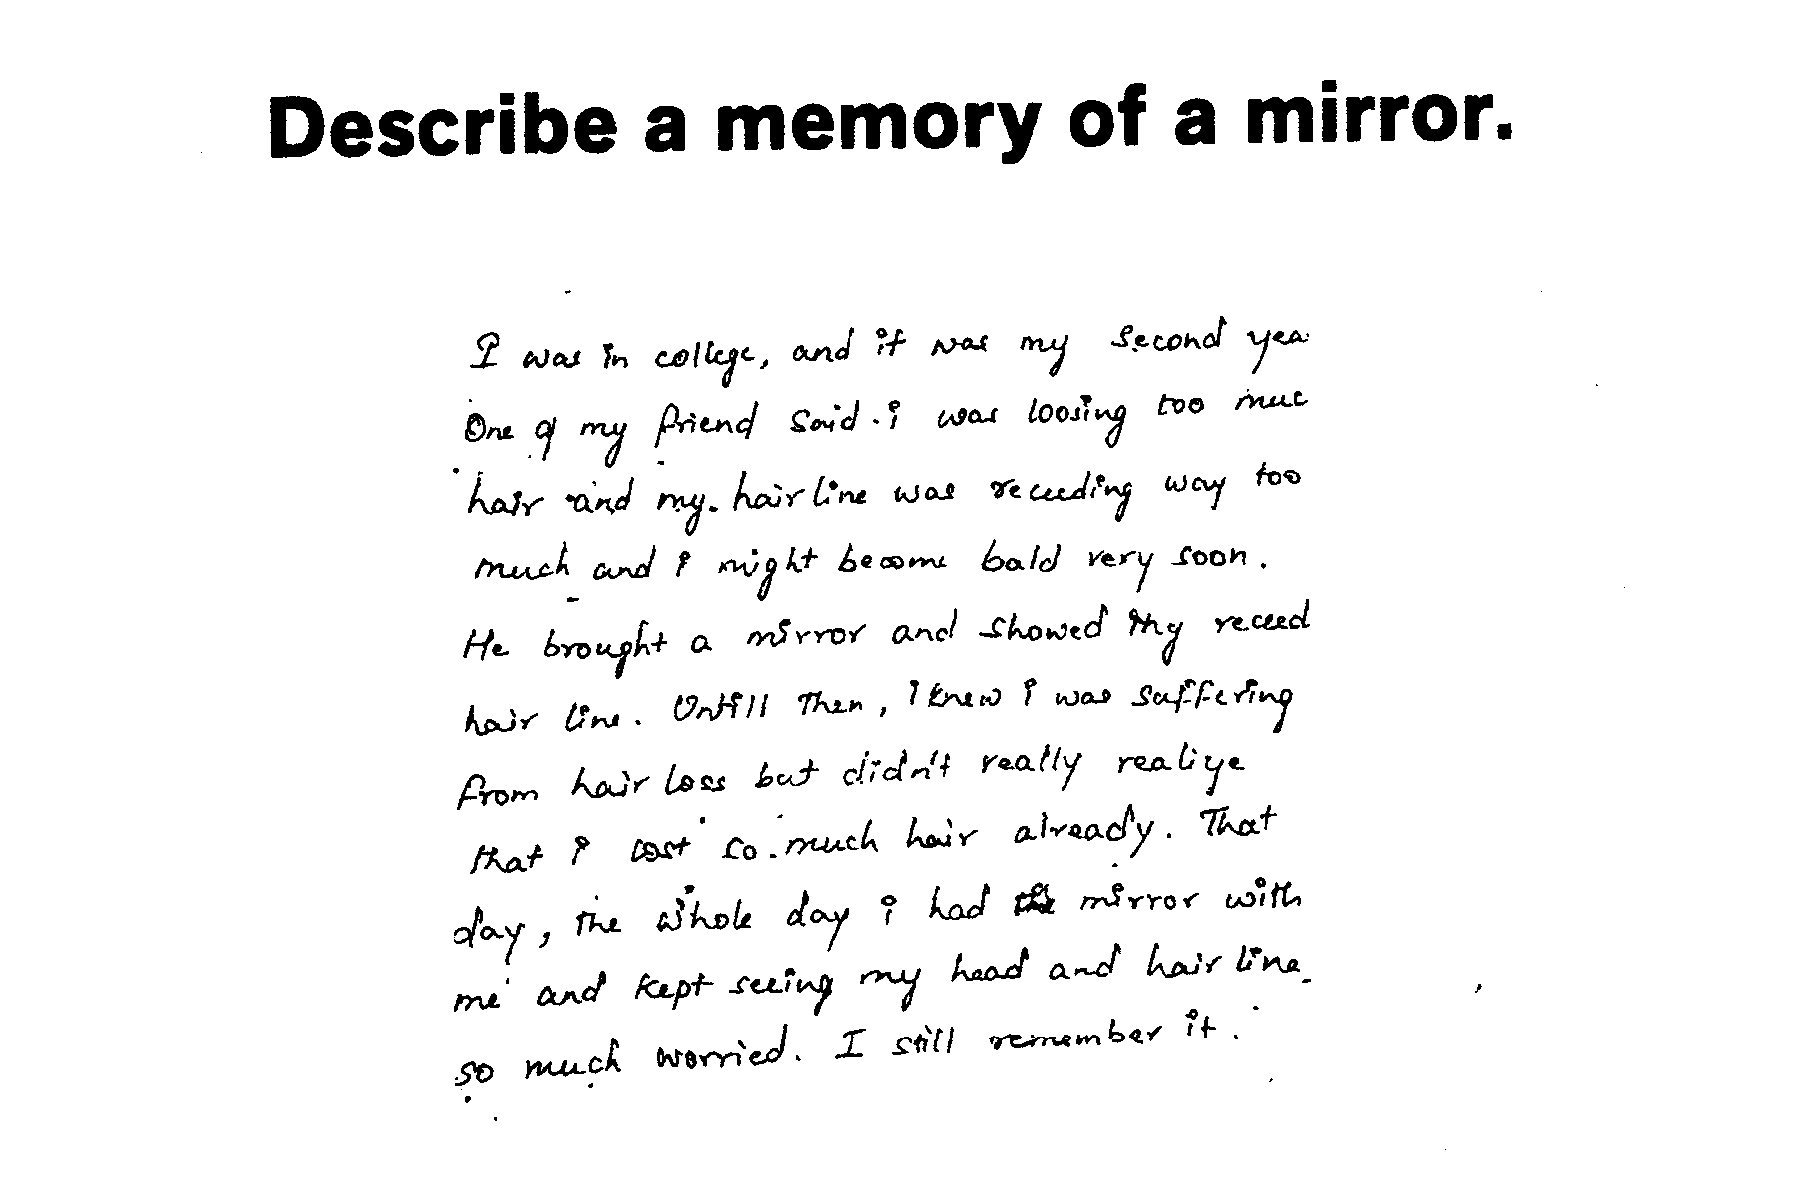 Describe a memory of a mirror.
I was in college, and it was my second yea
One of my friend said i was loosing too muc
hair and my hair line was receeding way too
much and i might become bald very soon.
He brought a mirror and showed my receed
hair line. Untill then, I knew i was suffering
from hair loss but didn't really realize
that i lost so much hair already. That
day, the whole day i had the mirror with
me and kept seeing my head and hair line
so much worried. I still remember it.